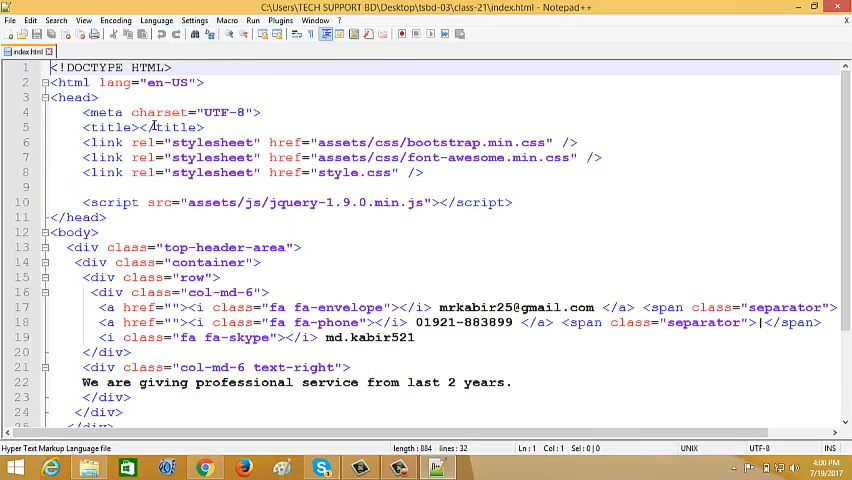 C:\Users\TECH SUPPORT BD\Desktop\tsbd-03\class-21\index.html - Notepad++
File Edit Search View Encoding Language Settings Macro Run Plugins Window ?
index.html
1 <!DOCTYPE HTML>
2 <html lang="en-US">
3 <head>
4 <meta charset="UTF-8">
5 <title></title>
6 <link rel="stylesheet" href="assets/css/bootstrap.min.css" />
7 <link rel="stylesheet" href="assets/css/font-awesome.min.css" />
8 <link rel="stylesheet" href="style.css" />
9
10 <script src="assets/js/jquery-1.9.0.min.js"></script>
11 </head>
12 <body>
13 <div class="top-header-area">
14 <div class="container">
15 <div class="row">
16 <div class="col-md-6">
17 <a href=""><i class="fa fa-envelope"></i> mrkabir25@gmail.com </a> <span class="separator">
18 <a href=""><i class="fa fa-phone"></i> 01921-883899 </a> <span class="separator">|</span>
19 <i class="fa fa-skype"></i> md.kabir521
20 </div>
21 <div class="col-md-6 text-right">
22 We are giving professional service from last 2 years.
23 </div>
24 </div>
Hyper Text Markup Language file length : 884 lines : 32 Ln : 1 Col : 1 Sel : 0 | 0 UNIX UTF-8 INS
4:00 PM
7/19/2017